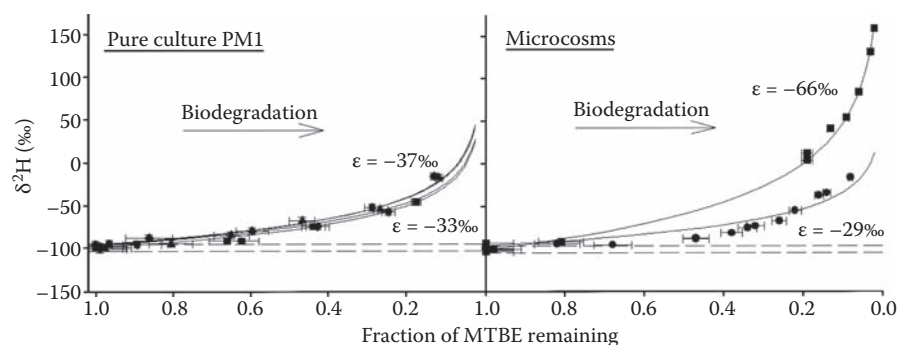 Pure culture PM1
Microcosms
δ²H (‰)
150
100
50
0
−50
−100
−150
Biodegradation
ε = −37‰
ε = −33‰
Biodegradation
ε = −66‰
ε = −29‰
1.0 0.8 0.6 0.4 0.2 1.0 0.8 0.6 0.4 0.2 0.0
Fraction of MTBE remaining